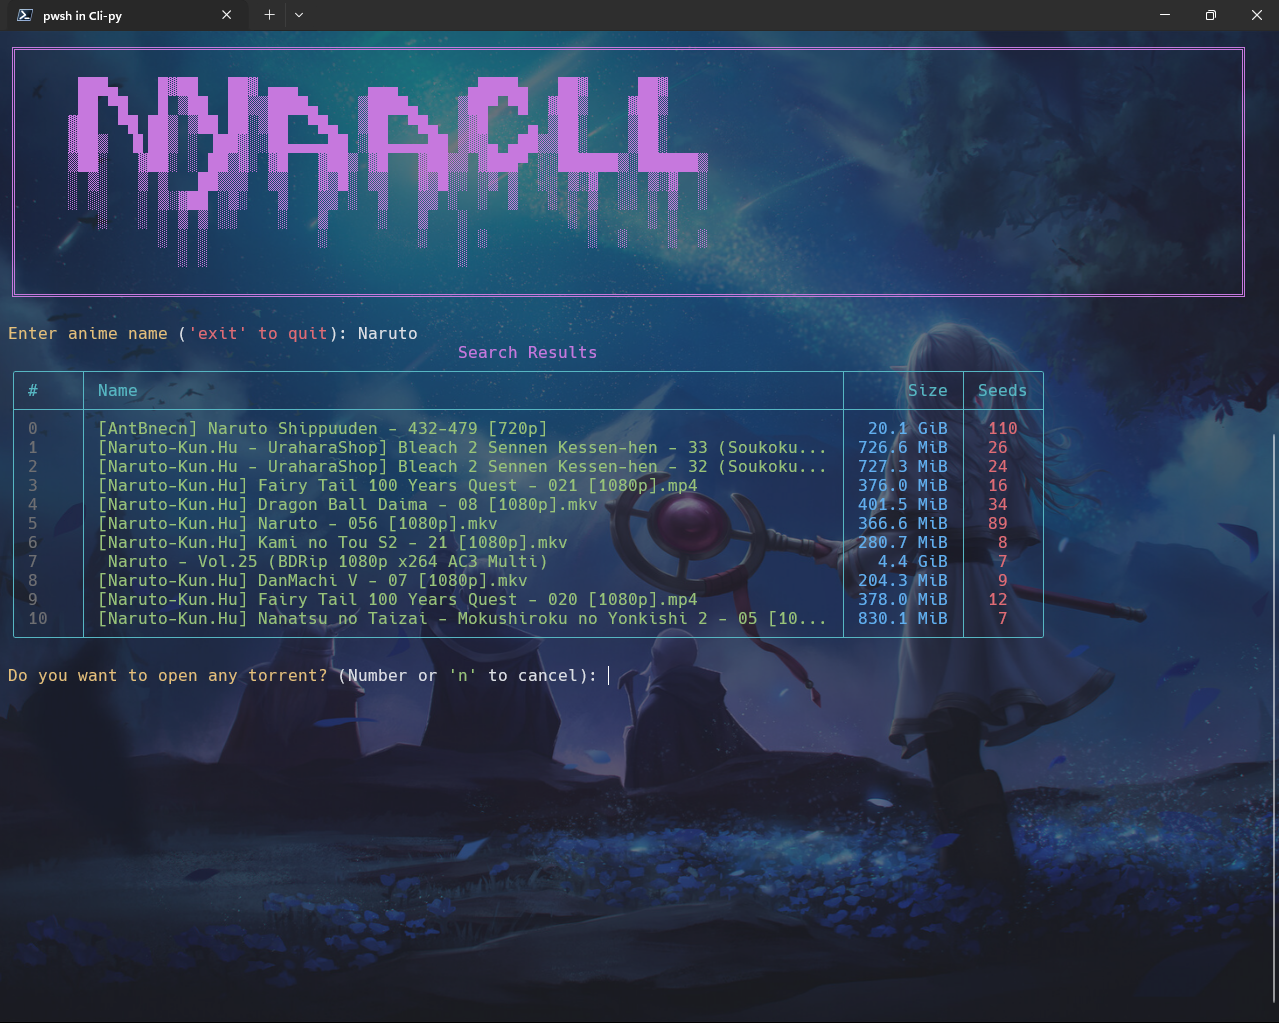 pwsh in Cli-py
NYAACLI
Enter anime name ('exit' to quit): Naruto
Search Results
# Name Size Seeds
0 [AntBnecn] Naruto Shippuuden - 432-479 [720p] 20.1 GiB 110
1 [Naruto-Kun.Hu - UraharaShop] Bleach 2 Sennen Kessen-hen - 33 (Soukoku... 726.6 MiB 26
2 [Naruto-Kun.Hu - UraharaShop] Bleach 2 Sennen Kessen-hen - 32 (Soukoku... 727.3 MiB 24
3 [Naruto-Kun.Hu] Fairy Tail 100 Years Quest - 021 [1080p].mp4 376.0 MiB 16
4 [Naruto-Kun.Hu] Dragon Ball Daima - 08 [1080p].mkv 401.5 MiB 34
5 [Naruto-Kun.Hu] Naruto - 056 [1080p].mkv 366.6 MiB 89
6 [Naruto-Kun.Hu] Kami no Tou S2 - 21 [1080p].mkv 280.7 MiB 8
7 Naruto - Vol.25 (BDRip 1080p x264 AC3 Multi) 4.4 GiB 7
8 [Naruto-Kun.Hu] DanMachi V - 07 [1080p].mkv 204.3 MiB 9
9 [Naruto-Kun.Hu] Fairy Tail 100 Years Quest - 020 [1080p].mp4 378.0 MiB 12
10 [Naruto-Kun.Hu] Nanatsu no Taizai - Mokushiroku no Yonkishi 2 - 05 [10... 830.1 MiB 7
Do you want to open any torrent? (Number or 'n' to cancel):